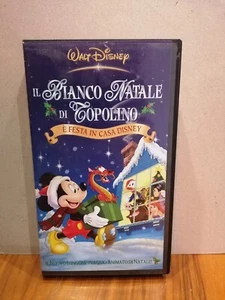 WALT DISNEY
IL BIANCO NATALE
DI TOPOLINO
È FESTA IN CASA DISNEY